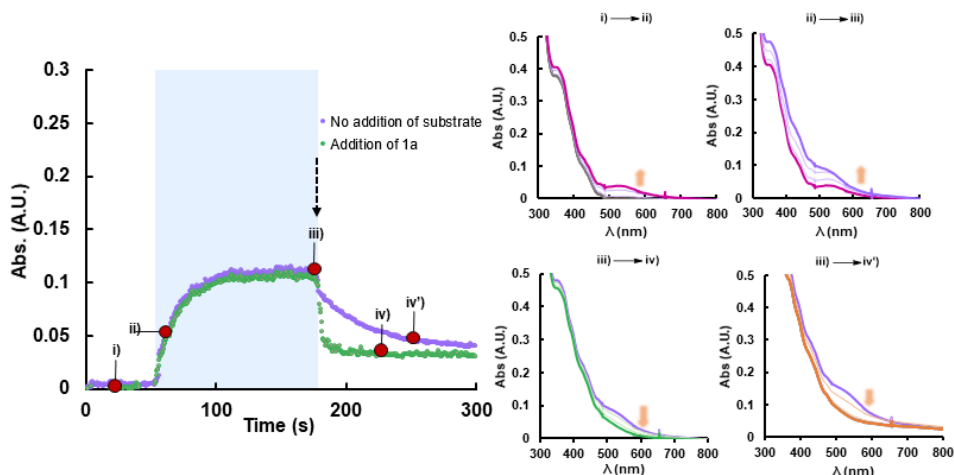 0.3
0.25
0.2
0.15
0.1
0.05
0
Abs. (A.U.)
0
100
200
300
Time (s)
No addition of substrate
Addition of 1a
i)
ii)
iii)
iv)
iv')
i) → ii)
0.5
0.4
0.3
0.2
0.1
0
Abs (A.U.)
300 400 500 600 700 800
λ (nm)
ii) → iii)
0.5
0.4
0.3
0.2
0.1
0
Abs (A.U.)
300 400 500 600 700 800
λ (nm)
iii) → iv)
0.5
0.4
0.3
0.2
0.1
0
Abs (A.U.)
300 400 500 600 700 800
λ (nm)
iii) → iv')
0.5
0.4
0.3
0.2
0.1
0
Abs (A.U.)
300 400 500 600 700 800
λ (nm)